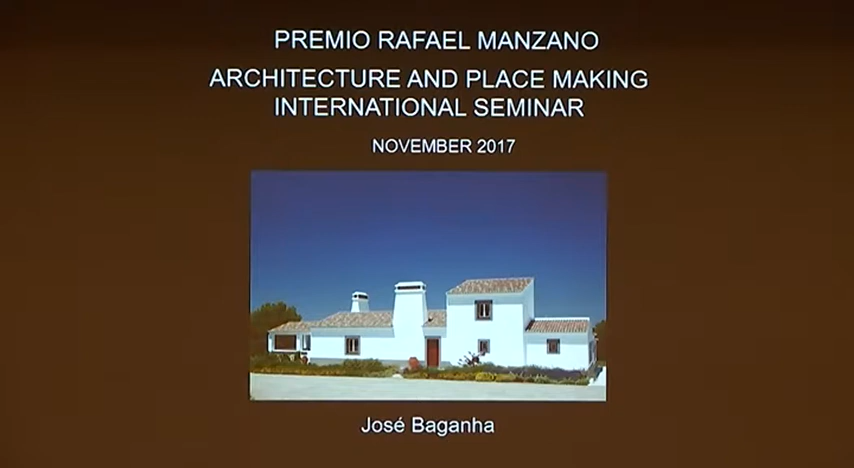 PREMIO RAFAEL MANZANO
ARCHITECTURE AND PLACE MAKING
INTERNATIONAL SEMINAR
NOVEMBER 2017
José Baganha